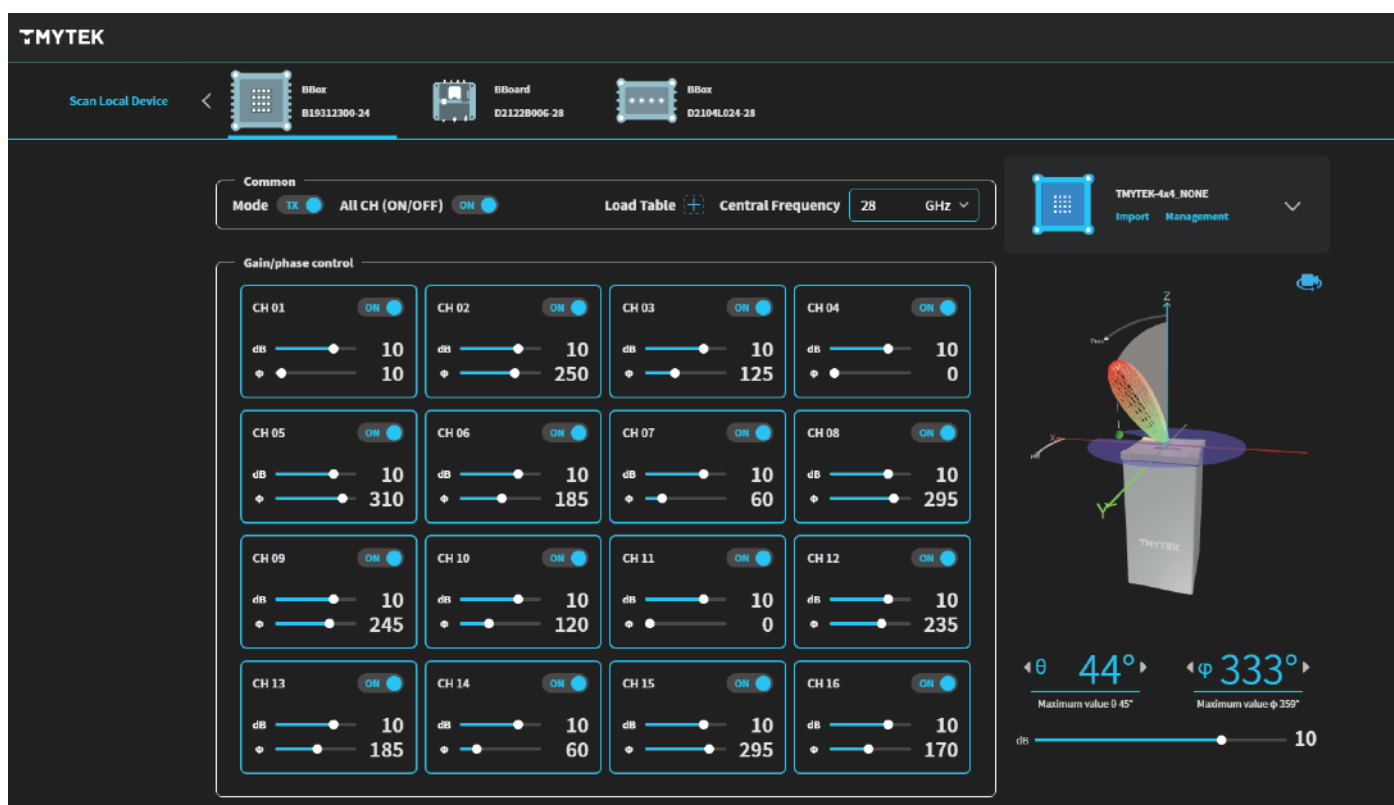 TMYTEK
Scan Local Device
BBox
B19312300-24
BBoard
D2122B006-28
BBox
D2104L024-28
Common
Mode TX All CH (ON/OFF) ON Load Table Central Frequency 28 GHz
TMYTEK-4x4_NONE
Import Management
Gain/phase control
CH 01 ON CH 02 ON CH 03 ON CH 04 ON
dB 10 dB 10 dB 10 dB 10
Φ 10 Φ 250 Φ 125 Φ 0
CH 05 ON CH 06 ON CH 07 ON CH 08 ON
dB 10 dB 10 dB 10 dB 10
Φ 310 Φ 185 Φ 60 Φ 295
CH 09 ON CH 10 ON CH 11 ON CH 12 ON
dB 10 dB 10 dB 10 dB 10
Φ 245 Φ 120 Φ 0 Φ 235
CH 13 ON CH 14 ON CH 15 ON CH 16 ON
dB 10 dB 10 dB 10 dB 10
Φ 185 Φ 60 Φ 295 Φ 170
Z
X
Y
TMYTEK
θ 44° φ 333°
Maximum value θ 45° Maximum value ϕ 359°
dB 10